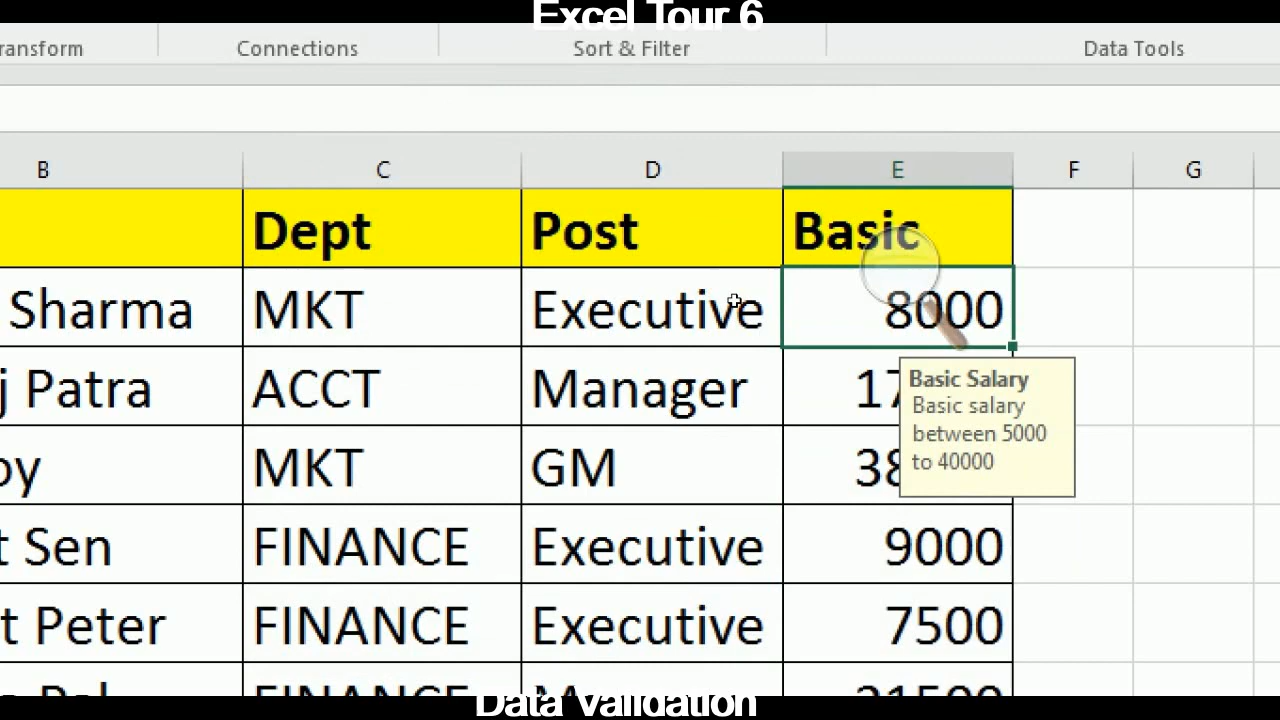 Excel Tour 6
ransform Connections Sort & Filter Data Tools
B C D E F G
Dept Post Basic
Sharma MKT Executive 8000
j Patra ACCT Manager 17
Basic Salary
Basic salary
between 5000
to 40000
oy MKT GM 38
t Sen FINANCE Executive 9000
t Peter FINANCE Executive 7500
FINANCE 21500
Data Validation